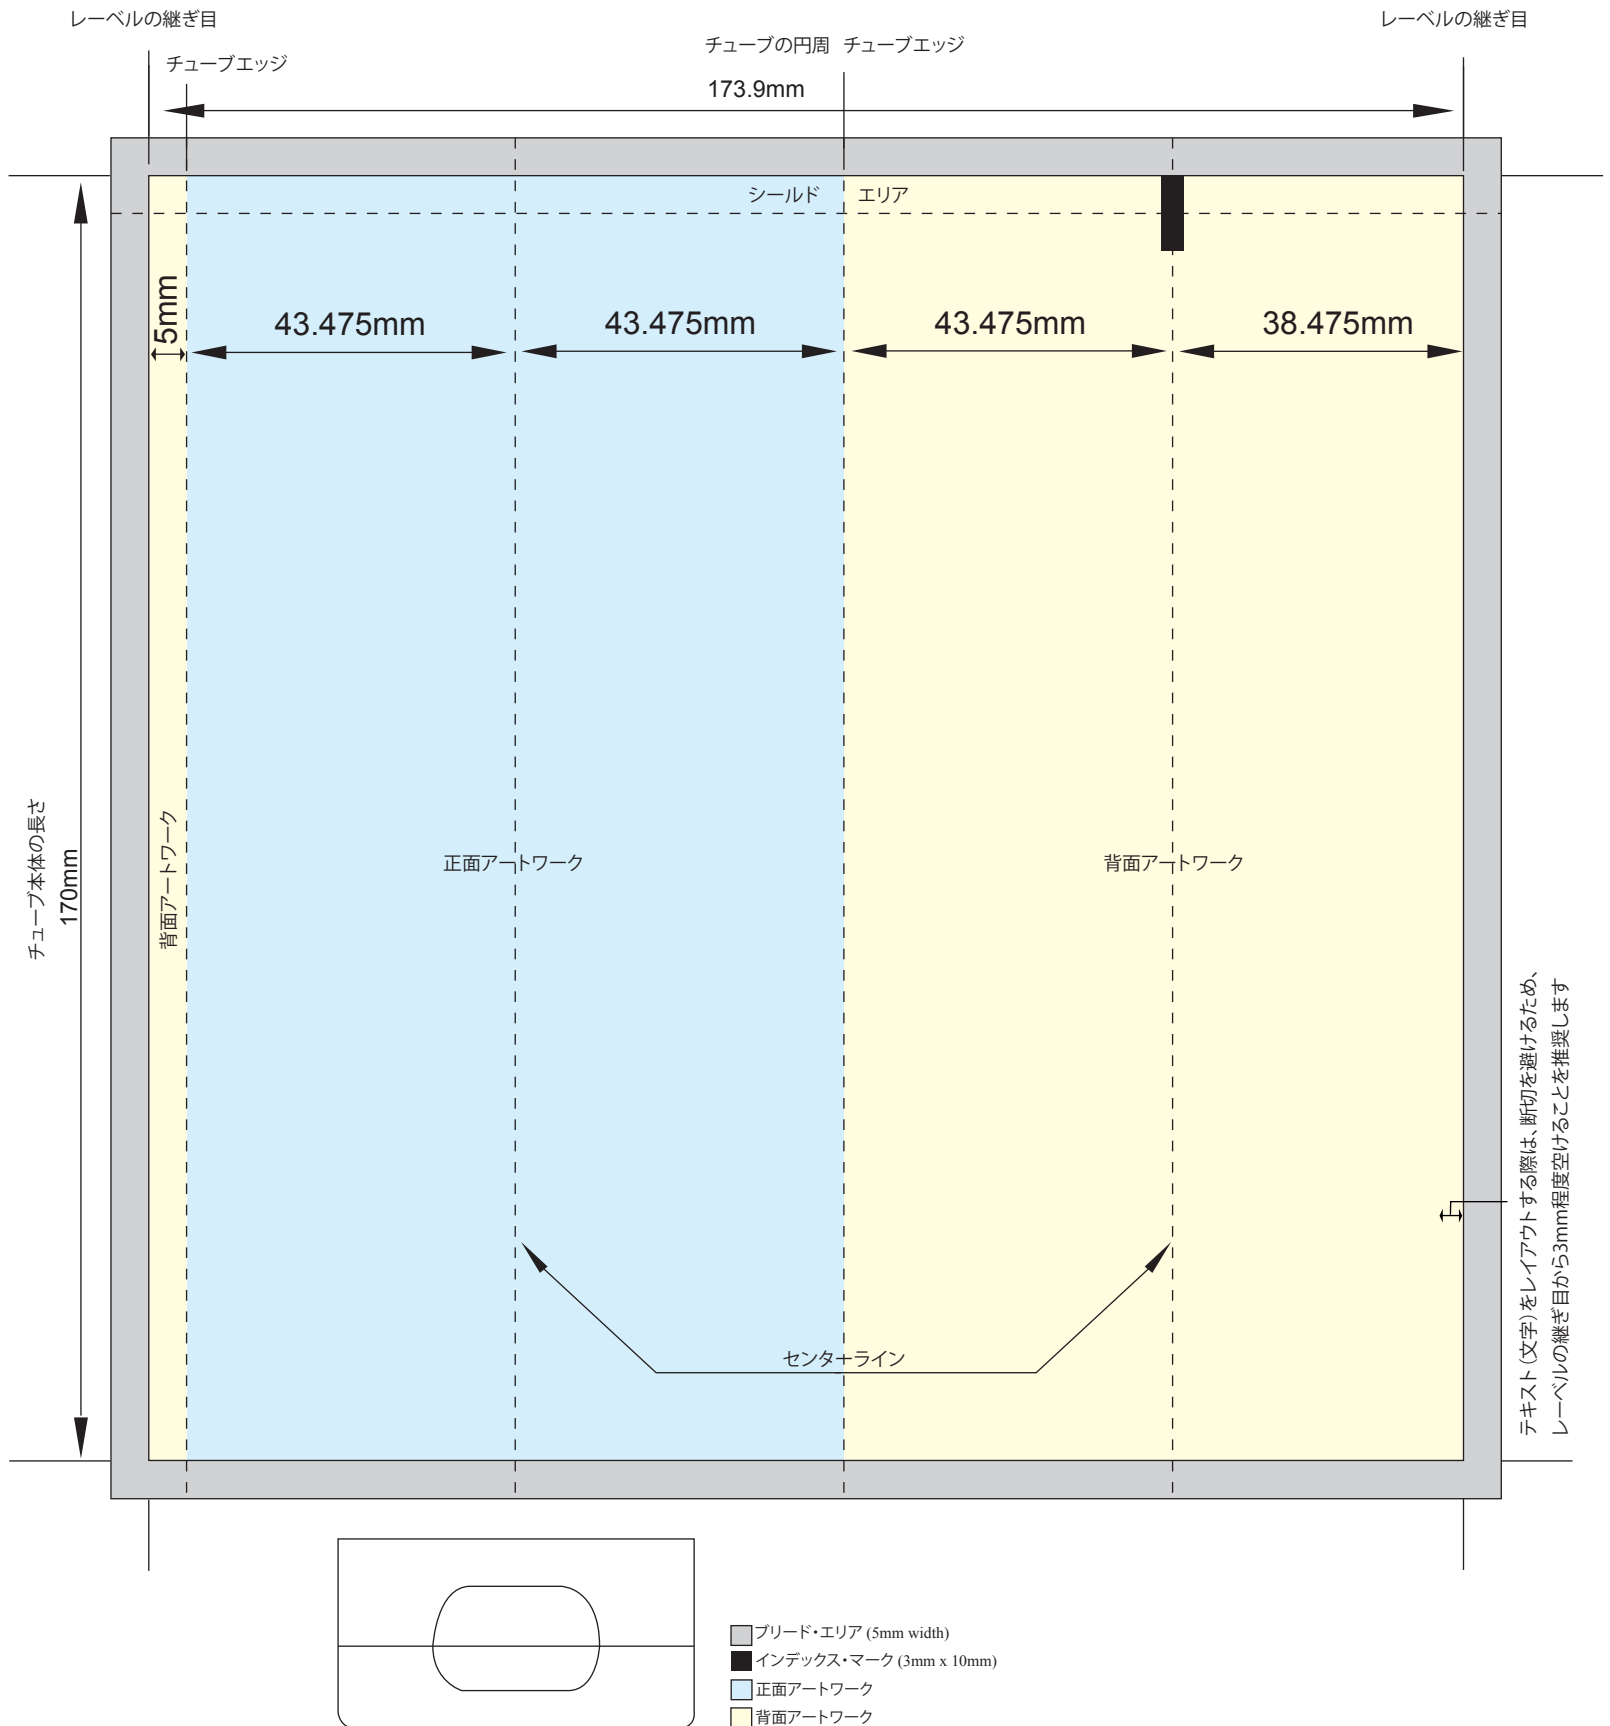 レーベルの継ぎ目
レーベルの継ぎ目
チューブの円周 チューブエッジ
チューブエッジ
173.9mm
シールド エリア
5mm
43.475mm
43.475mm
43.475mm
38.475mm
チューブ本体の長さ
170mm
背面アートワーク
正面アートワーク
背面アートワーク
テキスト(文字)をレイアウトする際は、断切を避けるため、
レーベルの継ぎ目から3mm程度空けることを推奨します
センターライン
ブリード・エリア (5mm width)
インデックス・マーク (3mm x 10mm)
正面アートワーク
背面アートワーク